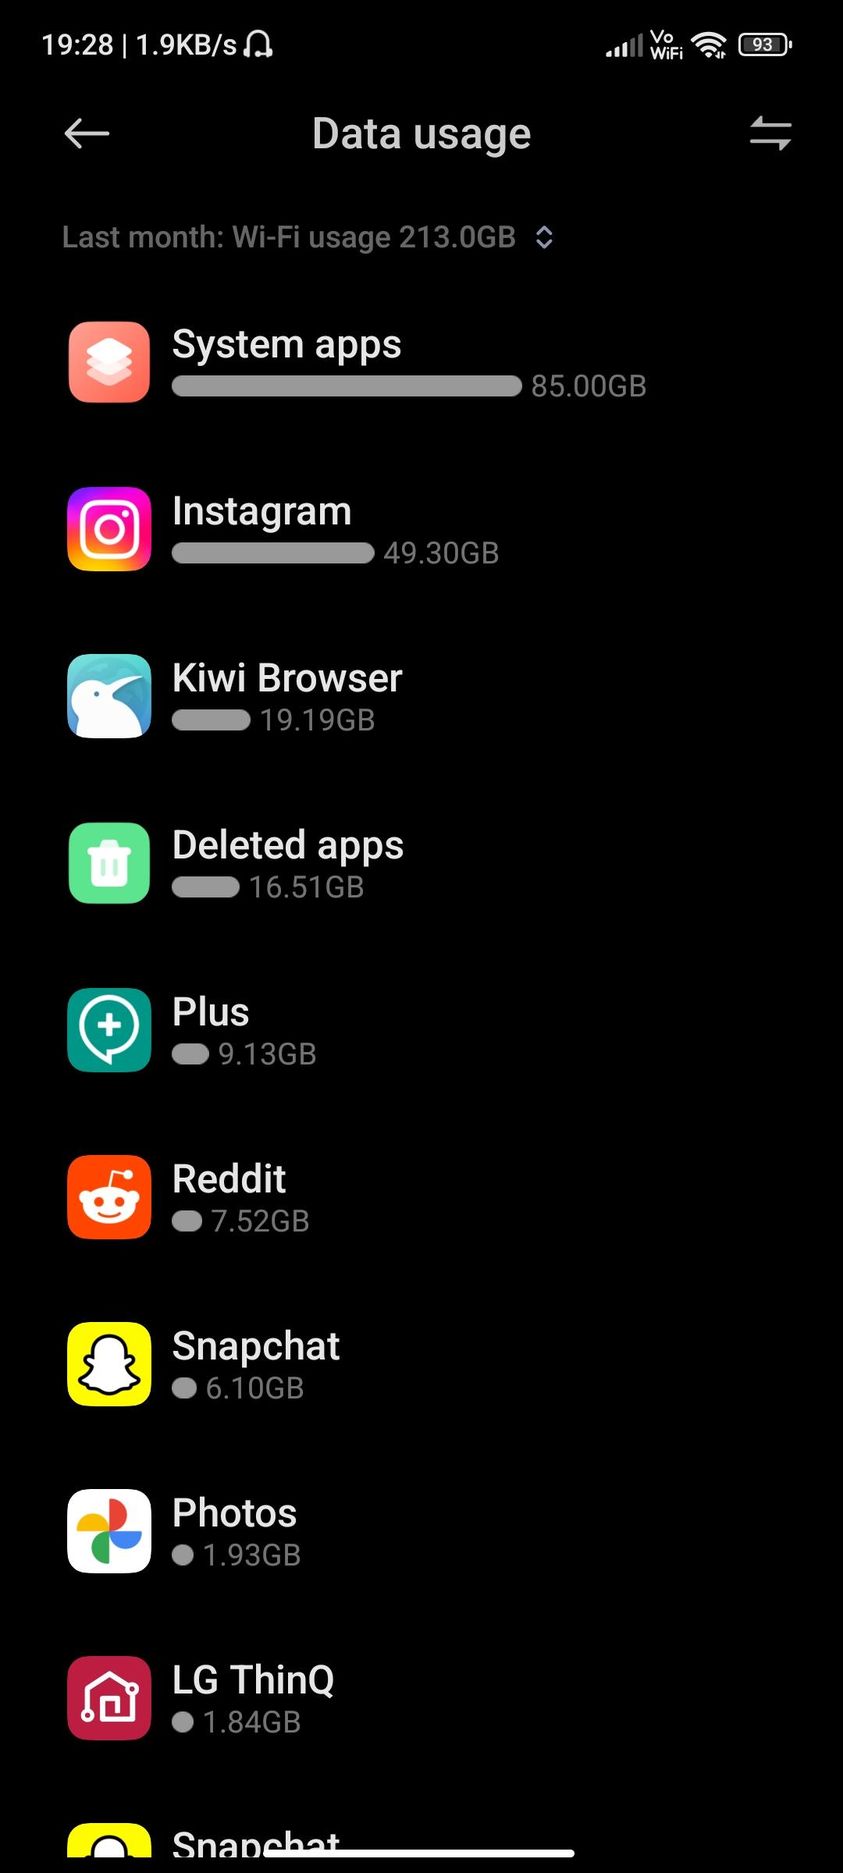 19:28 | 1.9KB/s
Vo
WiFi
93
Data usage
Last month: Wi-Fi usage 213.0GB
System apps
85.00GB
Instagram
49.30GB
Kiwi Browser
19.19GB
Deleted apps
16.51GB
Plus
9.13GB
Reddit
7.52GB
Snapchat
6.10GB
Photos
1.93GB
LG ThinQ
1.84GB
Snapchat